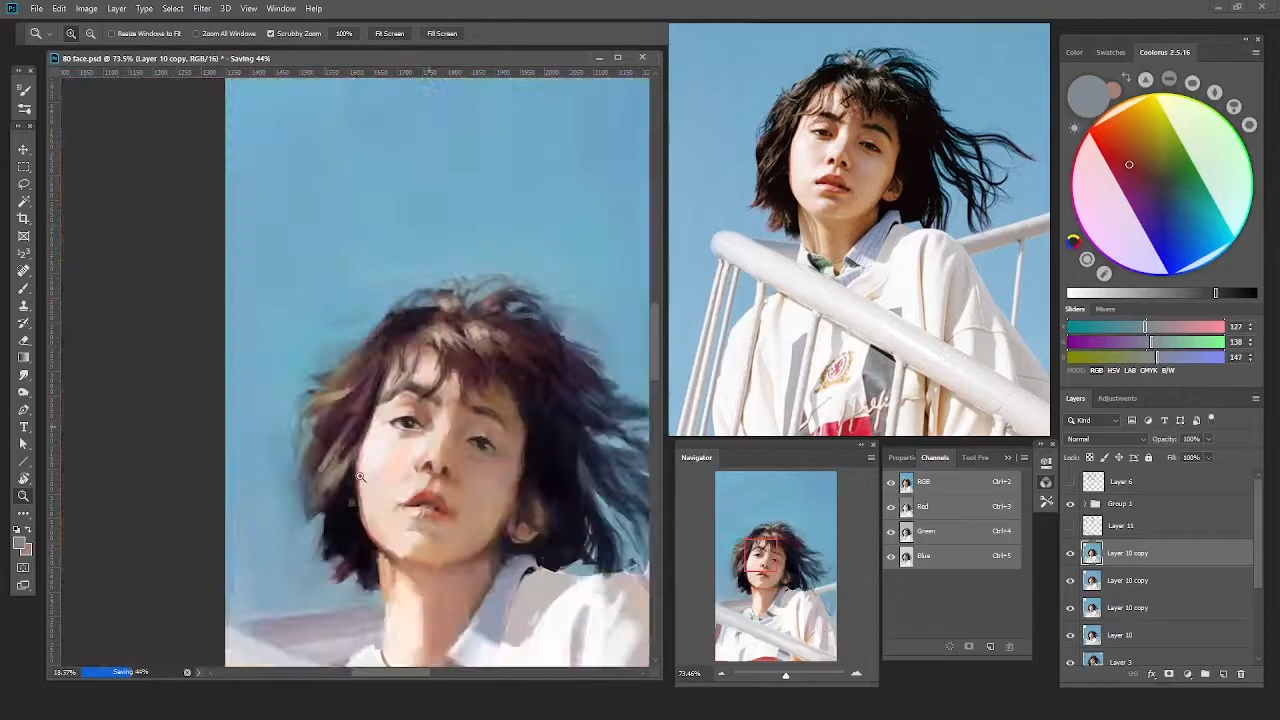 File Edit Image Layer Type Select Filter 3D View Window Help
Resize Windows to Fit Zoom All Windows Scrubby Zoom 100% Fit Screen Fill Screen
80 face.psd @ 73.5% (Layer 10 copy, RGB/16) * - Saving 44%
18.37% Saving 44%
Navigator
73.46%
Properti Channels Tool Pre
RGB Ctrl+2
Red Ctrl+3
Green Ctrl+4
Blue Ctrl+5
Color Swatches Coolorus 2.5.16
Sliders Mixers
127
138
147
MODE: RGB HSV LAB CMYK B/W
Layers Adjustments
Kind
Normal Opacity: 100%
Lock: Fill: 100%
Layer 6
Group 1
Layer 11
Layer 10 copy
Layer 10 copy
Layer 10 copy
Layer 10
Layer 3